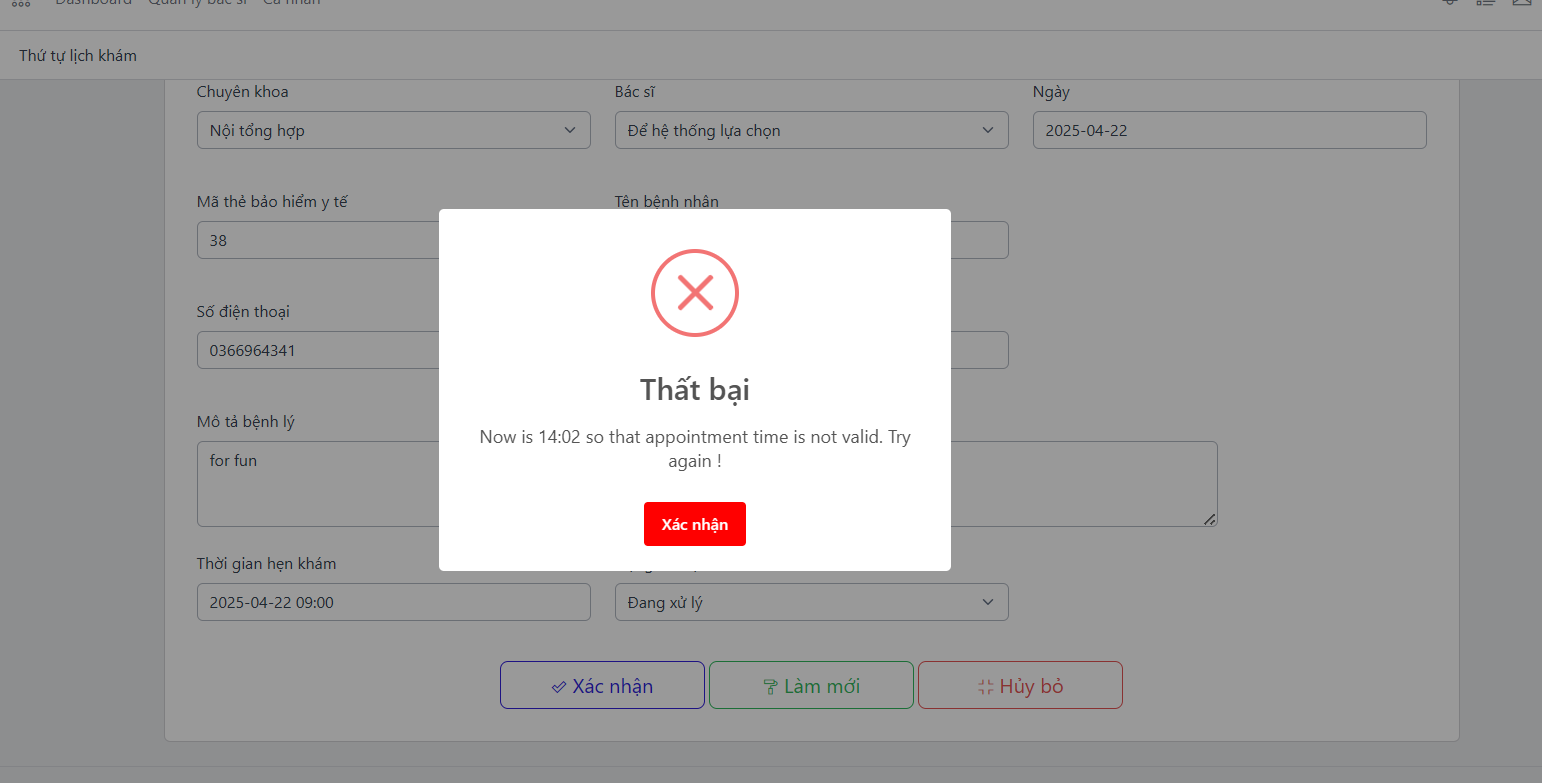 Dashboard Quản lý bác sĩ Cá nhân
Thứ tự lịch khám
Chuyên khoa Bác sĩ Ngày
Nội tổng hợp Để hệ thống lựa chọn 2025-04-22
Mã thẻ bảo hiểm y tế Tên bệnh nhân
38
Số điện thoại
0366964341
Mô tả bệnh lý
for fun
Thất bại
Now is 14:02 so that appointment time is not valid. Try
again !
Xác nhận
Thời gian hẹn khám
2025-04-22 09:00 Đang xử lý
Xác nhận Làm mới Hủy bỏ